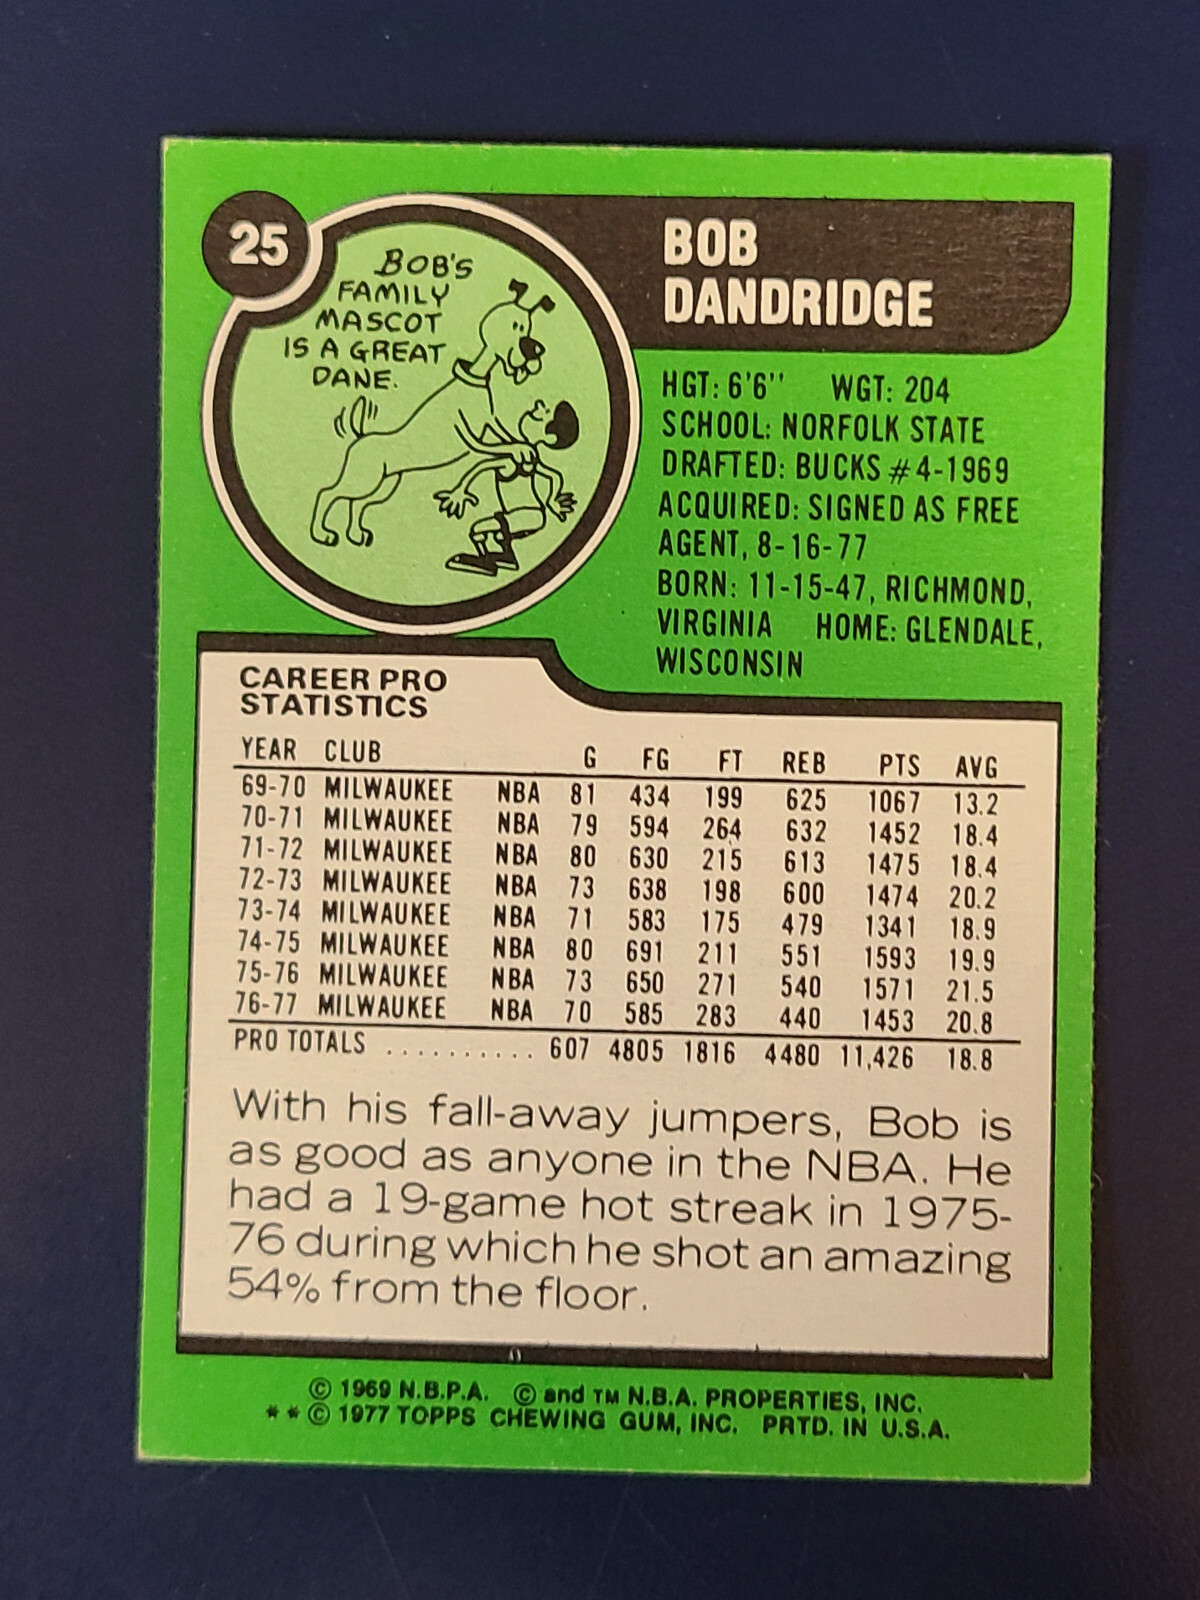 25
BOB'S
FAMILY
MASCOT
IS A GREAT
DANE.
BOB
DANDRIDGE
HGT: 6'6" WGT: 204
SCHOOL: NORFOLK STATE
DRAFTED: BUCKS #4-1969
ACQUIRED: SIGNED AS FREE
AGENT, 8-16-77
BORN: 11-15-47, RICHMOND,
VIRGINIA HOME: GLENDALE,
WISCONSIN
CAREER PRO
STATISTICS
YEAR CLUB G FG FT REB PTS AVG
69-70 MILWAUKEE NBA 81 434 199 625 1067 13.2
70-71 MILWAUKEE NBA 79 594 264 632 1452 18.4
71-72 MILWAUKEE NBA 80 630 215 613 1475 18.4
72-73 MILWAUKEE NBA 73 638 198 600 1474 20.2
73-74 MILWAUKEE NBA 71 583 175 479 1341 18.9
74-75 MILWAUKEE NBA 80 691 211 551 1593 19.9
75-76 MILWAUKEE NBA 73 650 271 540 1571 21.5
76-77 MILWAUKEE NBA 70 585 283 440 1453 20.8
PRO TOTALS .......... 607 4805 1816 4480 11,426 18.8
With his fall-away jumpers, Bob is
as good as anyone in the NBA. He
had a 19-game hot streak in 1975-
76 during which he shot an amazing
54% from the floor.
© 1969 N.B.P.A. © and TM N.B.A. PROPERTIES, INC.
**© 1977 TOPPS CHEWING GUM, INC. PRTD. IN U.S.A.